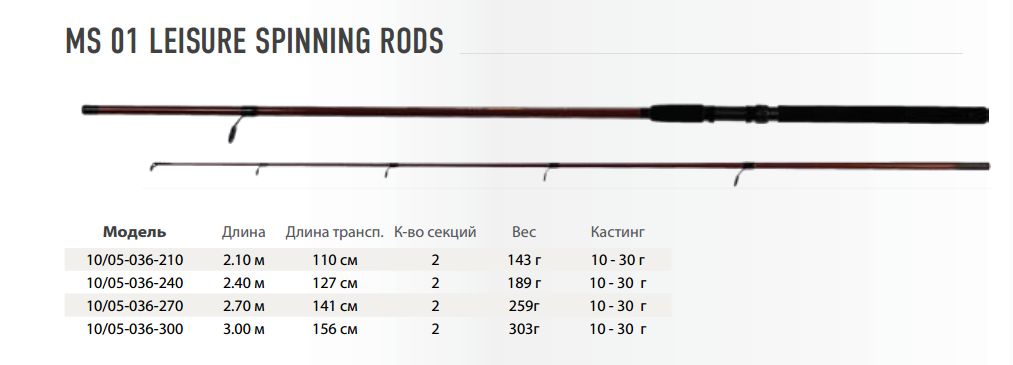 MS 01 LEISURE SPINNING RODS
Модель Длина Длина трансп. К-во секций Вес Кастинг
10/05-036-210 2.10 м 110 см 2 143 г 10 - 30 г
10/05-036-240 2.40 м 127 см 2 189 г 10 - 30 г
10/05-036-270 2.70 м 141 см 2 259г 10 - 30 г
10/05-036-300 3.00 м 156 см 2 303г 10 - 30 г